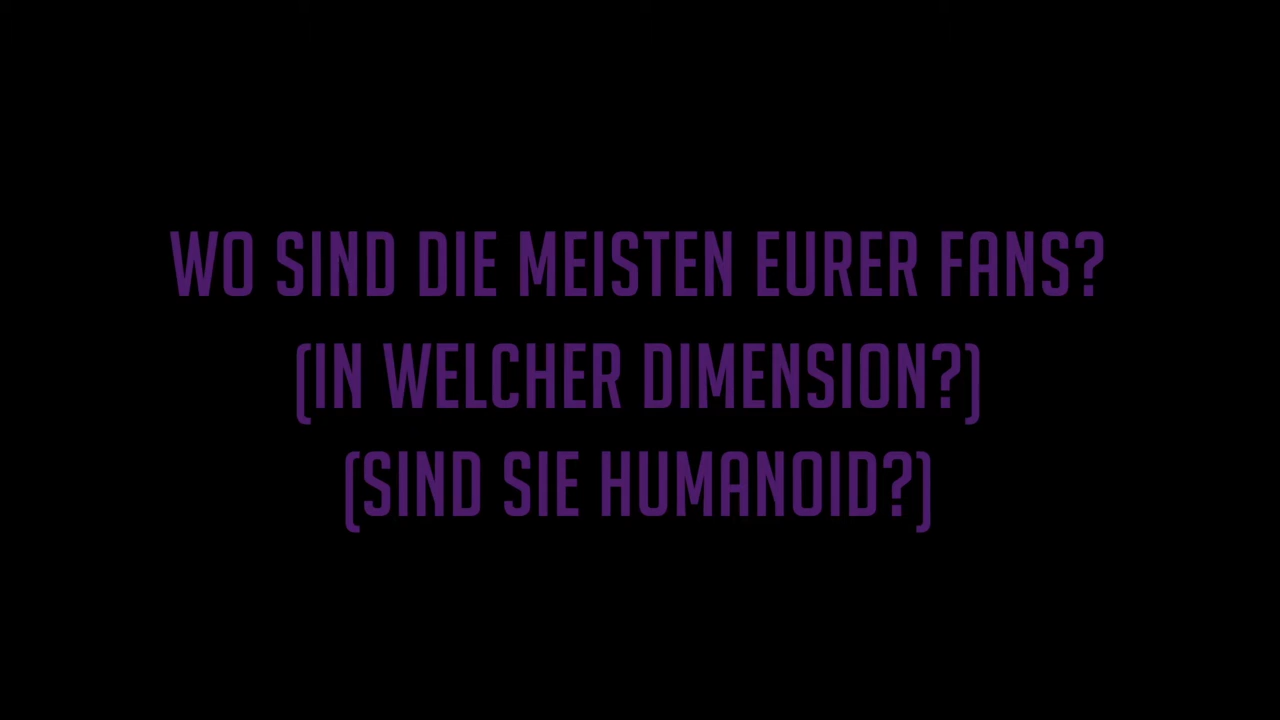 WO SIND DIE MEISTEN EURER FANS?
(IN WELCHER DIMENSION?)
(SIND SIE HUMANOID?)